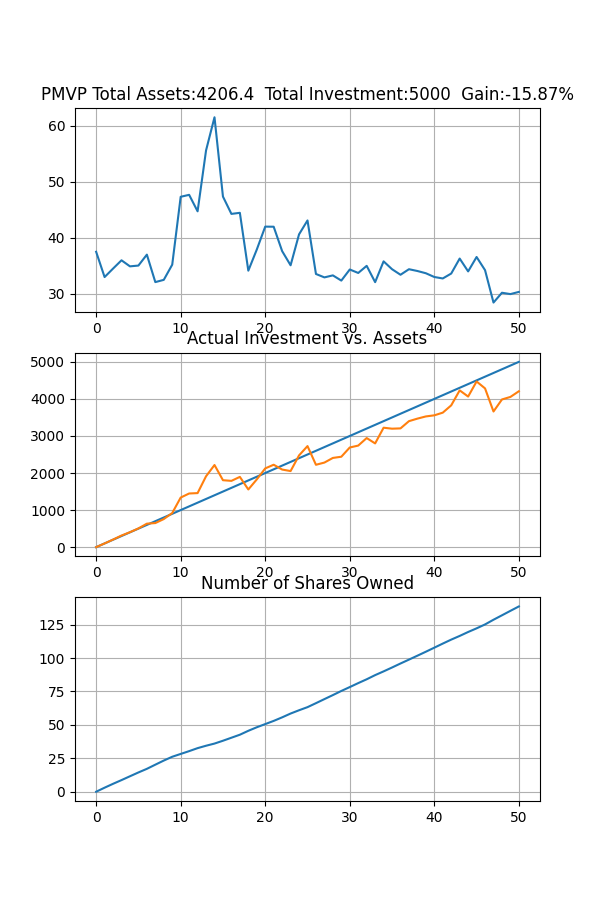 PMVP Total Assets:4206.4  Total Investment:5000  Gain:-15.87%
60
50
40
30
0 10 20 30 40 50
Actual Investment vs. Assets
5000
4000
3000
2000
1000
0
0 10 20 30 40 50
Number of Shares Owned
125
100
75
50
25
0
0 10 20 30 40 50